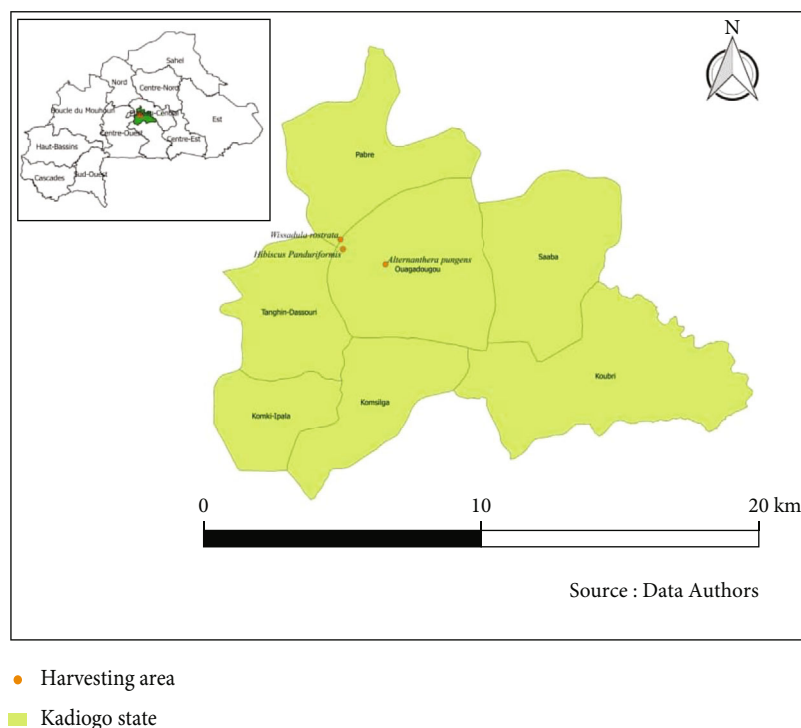 N
Sahel
Nord
Centre-Nord
Boucle du Mouhoun
Est
Centre-Ouest
Centre-Est
Haut-Bassins
Sud-Ouest
Cascades
Pabre
Wissadula rostrata
Hibiscus Panduriformis
Alternanthera pungens
Ouagadougou
Saaba
Tanghin-Dassouri
Koubri
Komsilga
Komki-Ipala
0 10 20 km
Source : Data Authors
Harvesting area
Kadiogo state